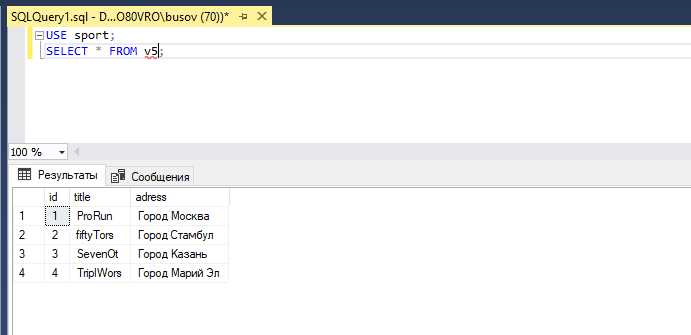 SQLQuery1.sql - D...O80VRO\busov (70))*
USE sport;
SELECT * FROM v5;
100 %
Результаты Сообщения
id title adress
1 1 ProRun Город Москва
2 2 fiftyTors Город Стамбул
3 3 SevenOt Город Казань
4 4 TriplWors Город Марий Эл